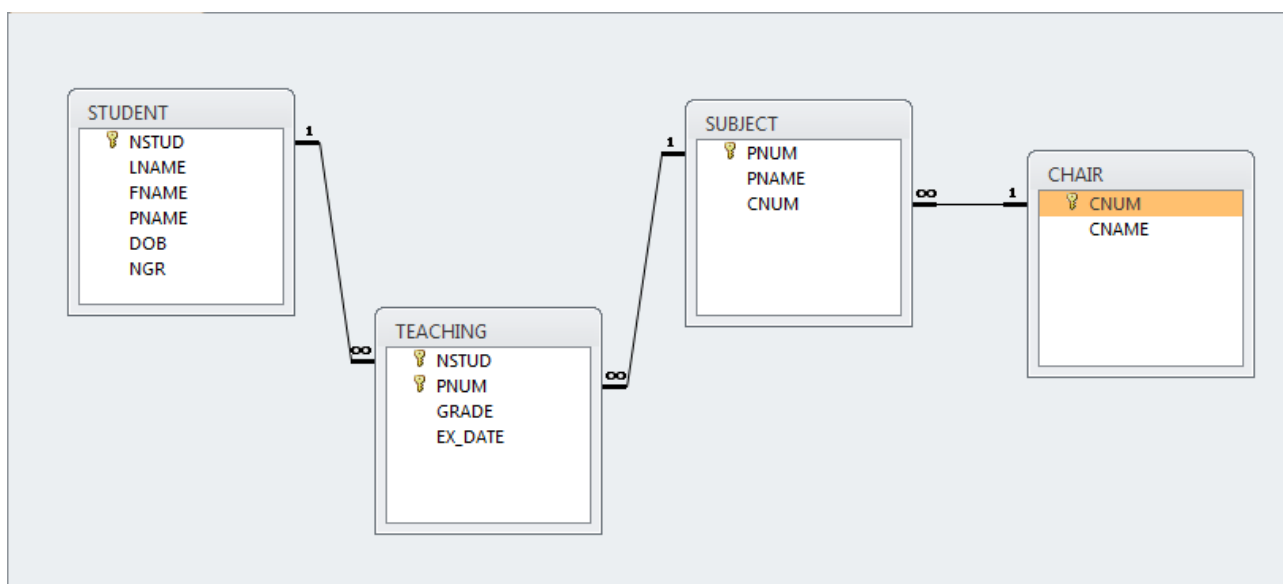 STUDENT
NSTUD
LNAME
FNAME
PNAME
DOB
NGR
1
∞
TEACHING
NSTUD
PNUM
GRADE
EX_DATE
∞
1
SUBJECT
PNUM
PNAME
CNUM
∞
1
CHAIR
CNUM
CNAME